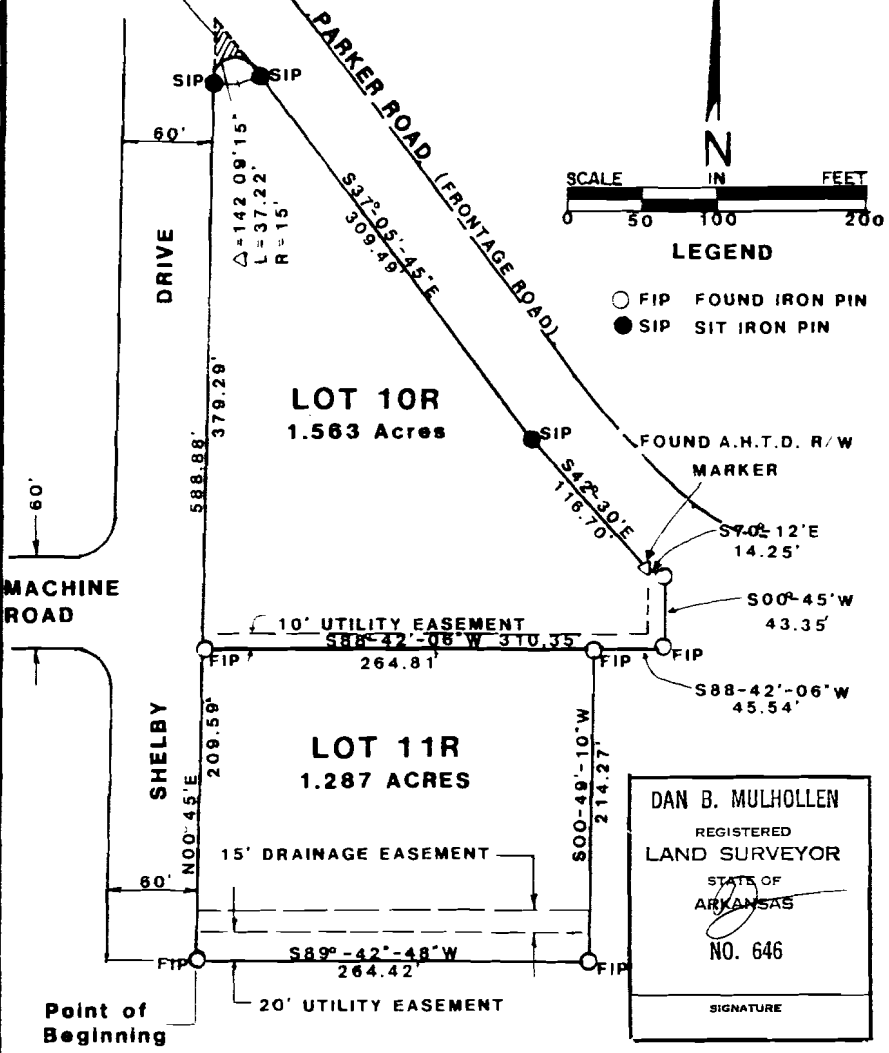 PARKER ROAD (FRONTAGE ROAD)
SIP
SIP
60'
△=142 09'15"
L=37.22'
R=15'
N
SCALE IN FEET
0 50 100 200
LEGEND
FIP FOUND IRON PIN
SIP SIT IRON PIN
S37°-05'-45"E
309.49'
DRIVE
379.29'
588.88'
LOT 10R
1.563 Acres
SIP
FOUND A.H.T.D. R/W
MARKER
S42°-30'E
116.70'
S70°-12'E
14.25'
60'
MACHINE
ROAD
S00°-45'W
43.35'
10' UTILITY EASEMENT
S88°-42'-06"W 310.35
264.81'
FIP
FIP
FIP
S88-42'-06"W
45.54'
SHELBY
209.59'
N00°45'E
LOT 11R
1.287 ACRES
S00-49'-10"W
214.27'
15' DRAINAGE EASEMENT
60'
FIP
S89°-42"-48"W
264.42'
FIP
20' UTILITY EASEMENT
Point of
Beginning
DAN B. MULHOLLEN
REGISTERED
LAND SURVEYOR
STATE OF
ARKANSAS
NO. 646
SIGNATURE